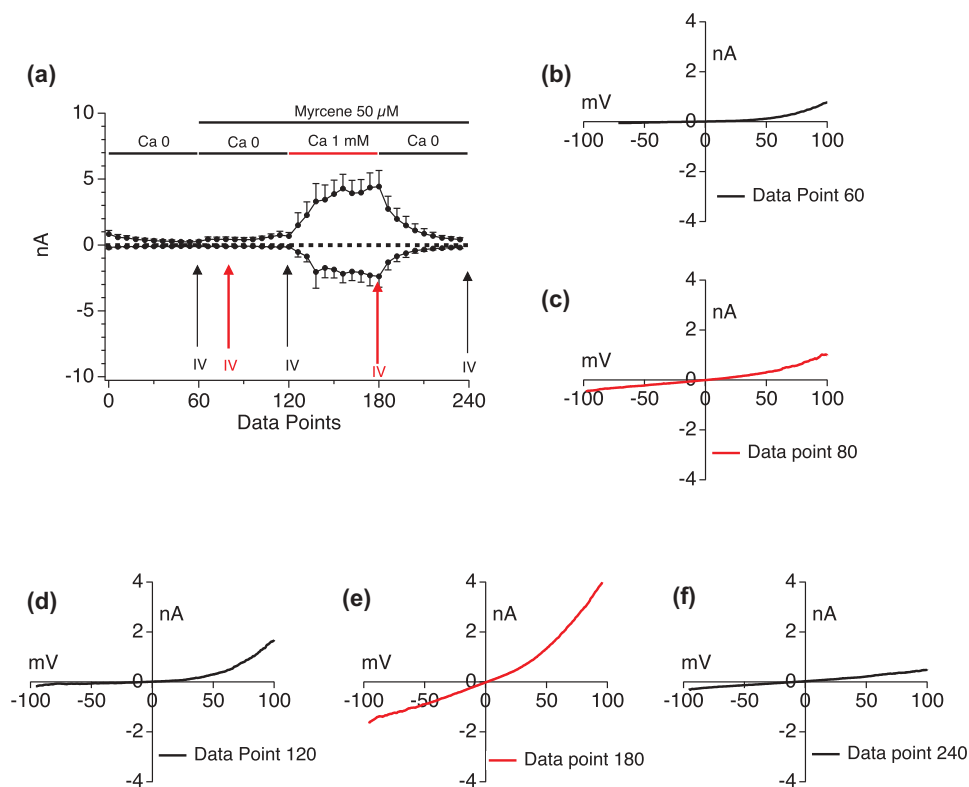 (a)
Myrcene 50 µM
Ca 0
Ca 0
Ca 1 mM
Ca 0
10
5
0
-5
-10
nA
IV
IV
IV
IV
IV
0
60
120
180
240
Data Points
(b)
4
nA
2
mV
0
-100
-50
0
50
100
-2
-4
Data Point 60
(c)
4
nA
2
mV
0
-100
-50
0
50
100
-2
-4
Data point 80
(d)
4
nA
2
mV
0
-100
-50
0
50
100
-2
-4
Data Point 120
(e)
4
nA
2
mV
0
-100
-50
0
50
100
-2
-4
Data point 180
(f)
4
nA
2
mV
0
-100
-50
0
50
100
-2
-4
Data point 240